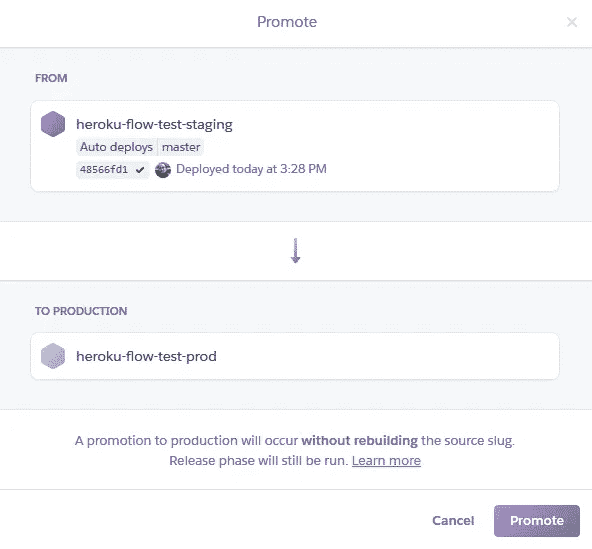 Promote
FROM
heroku-flow-test-staging
Auto deploys master
48566fd1 ✔ Deployed today at 3:28 PM
TO PRODUCTION
heroku-flow-test-prod
A promotion to production will occur without rebuilding the source slug.
Release phase will still be run. Learn more
Cancel Promote